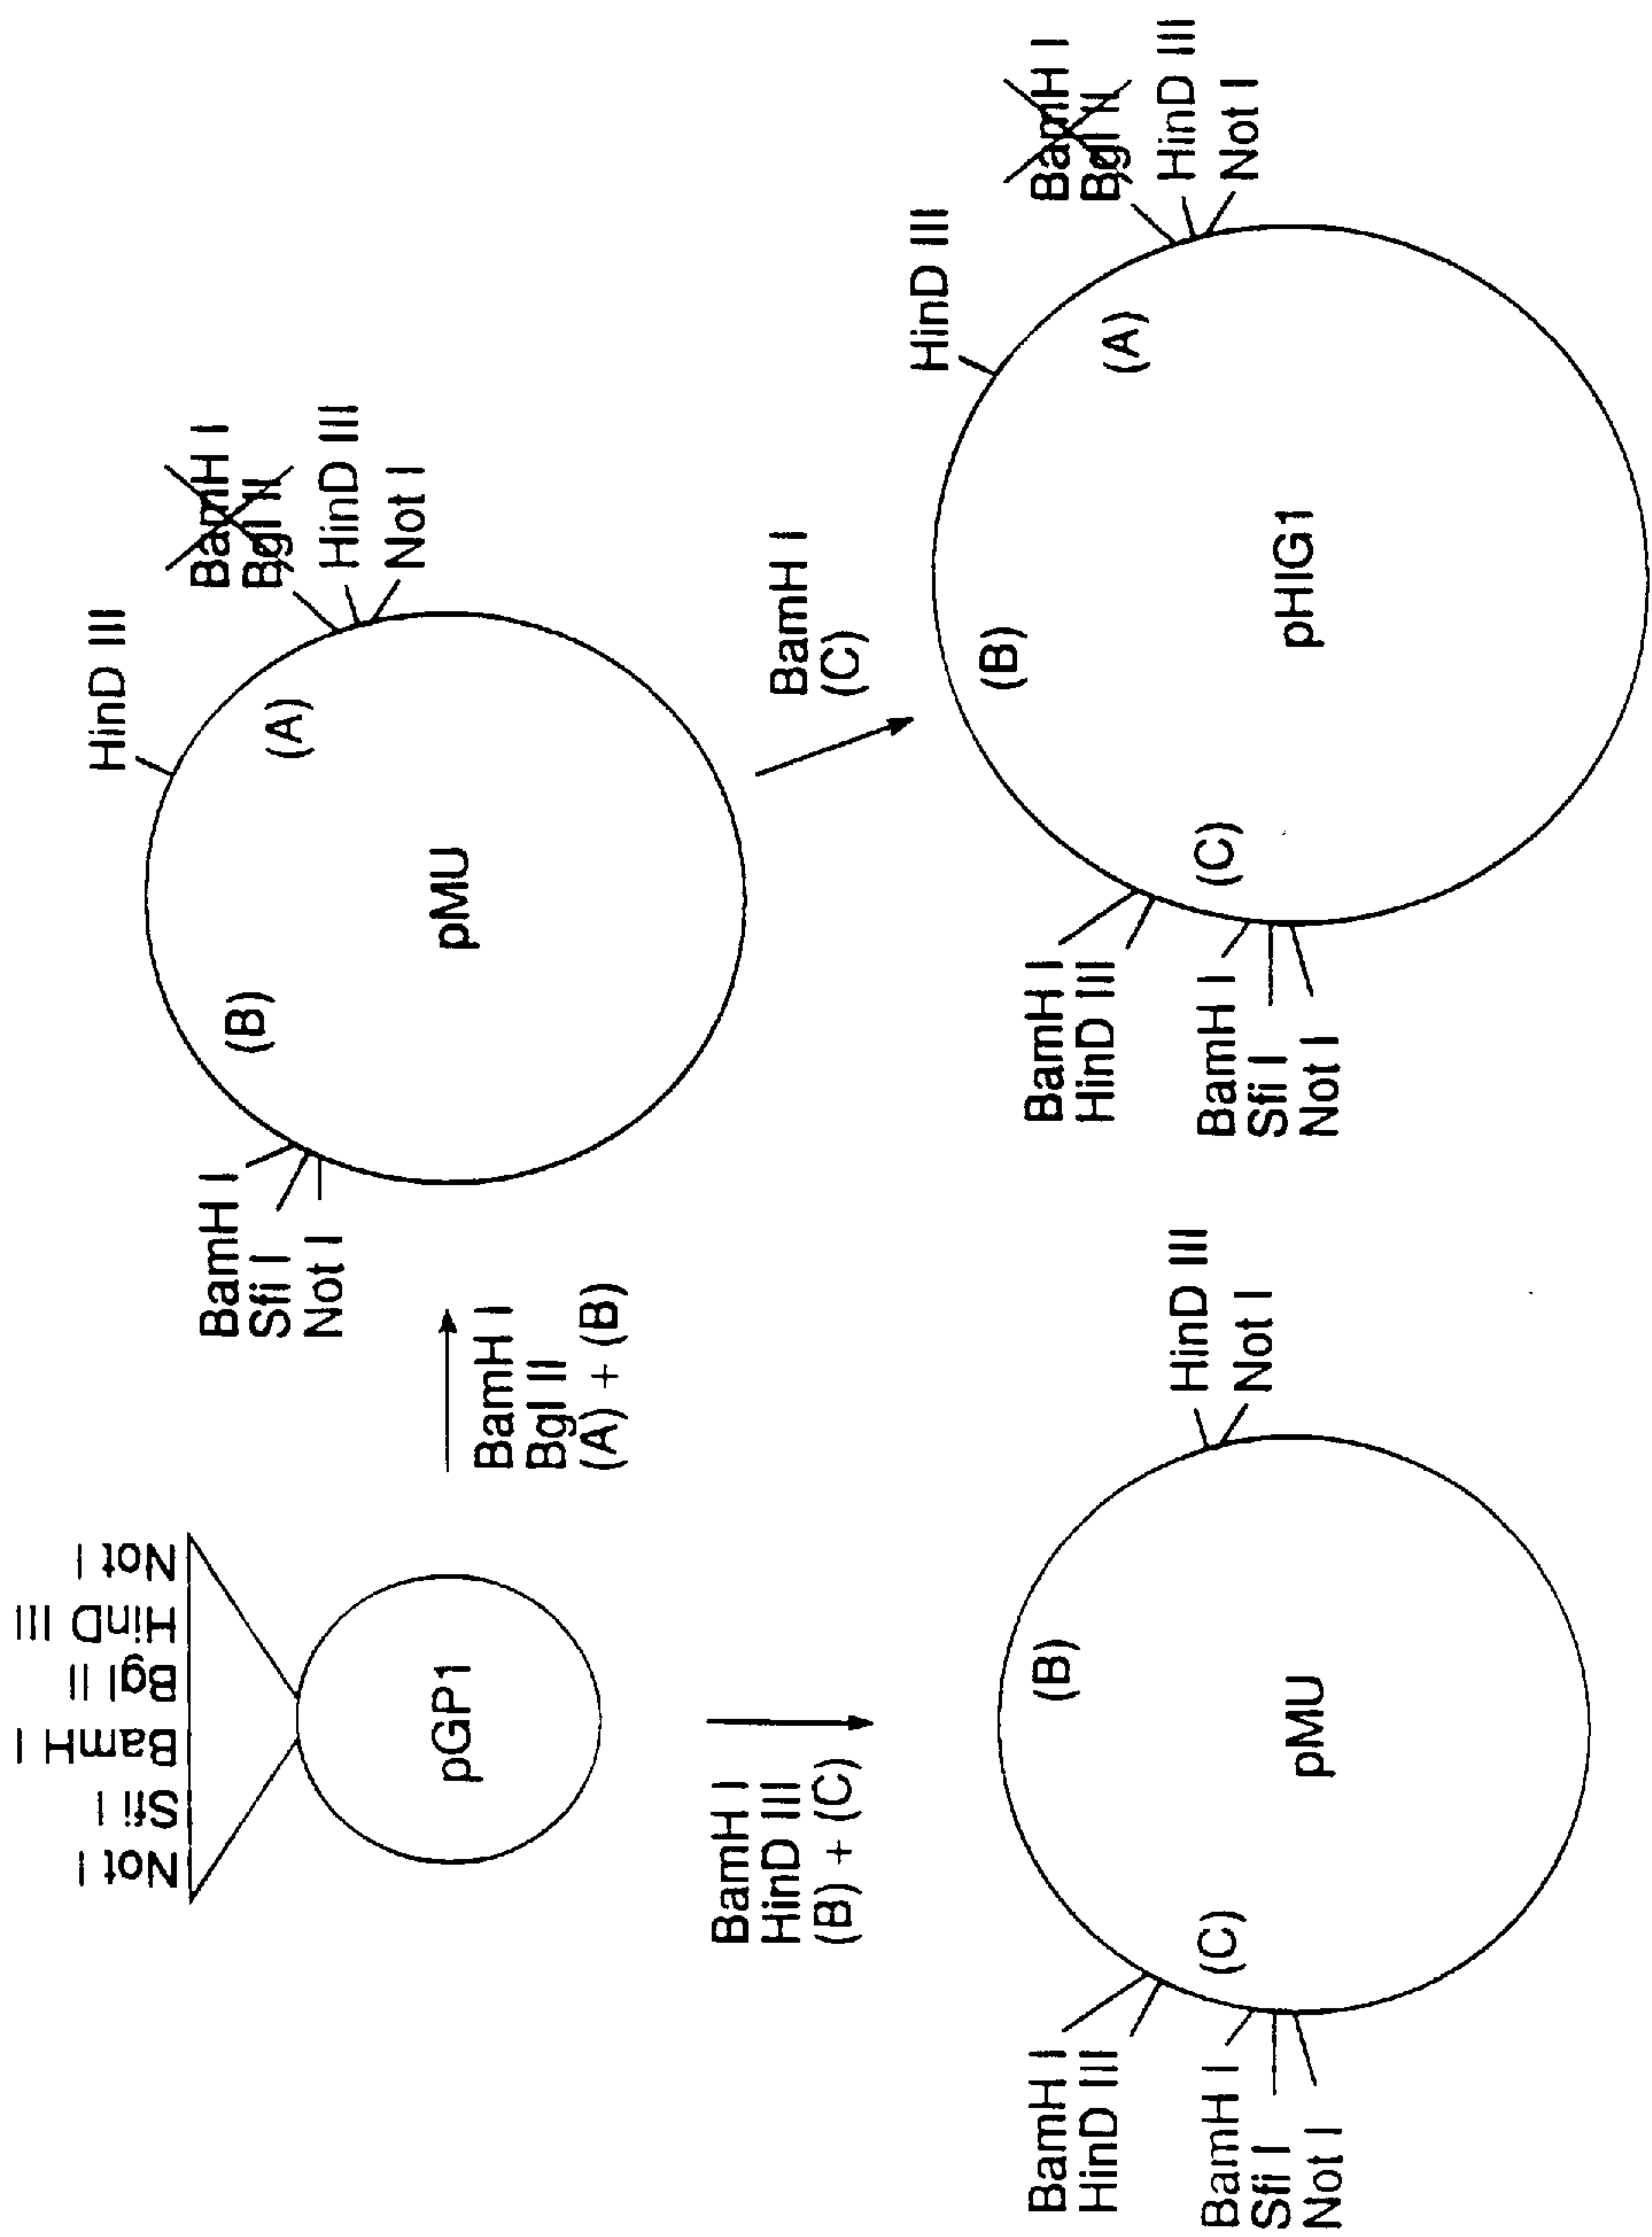 Not I
Sfi I
BamH I
Bgl II
HinD III
Not I
pGP1
BamH I
Bgl II
(A) + (B)
HinD III
BamH I
Bgl II
HinD III
Not I
(A)
(B)
pMU
BamH I
Sfi I
Not I
BamH I
HinD III
(B) + (C)
BamH I
(C)
BamH I
HinD III
BamH I
Sfi I
Not I
(C)
(B)
pMU
HinD III
Not I
HinD III
BamH I
Bgl II
HinD III
Not I
(A)
(B)
(C)
pHIG1
BamH I
HinD III
BamH I
Sfi I
Not I